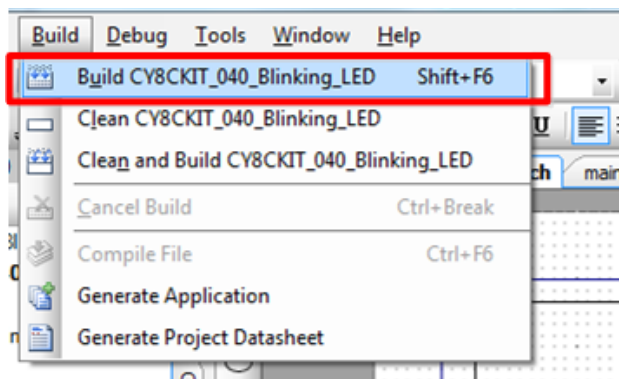 Build Debug Tools Window Help
Build CY8CKIT_040_Blinking_LED Shift+F6
Clean CY8CKIT_040_Blinking_LED
U
Clean and Build CY8CKIT_040_Blinking_LED
Cancel Build Ctrl+Break
Compile File Ctrl+F6
Generate Application
Generate Project Datasheet